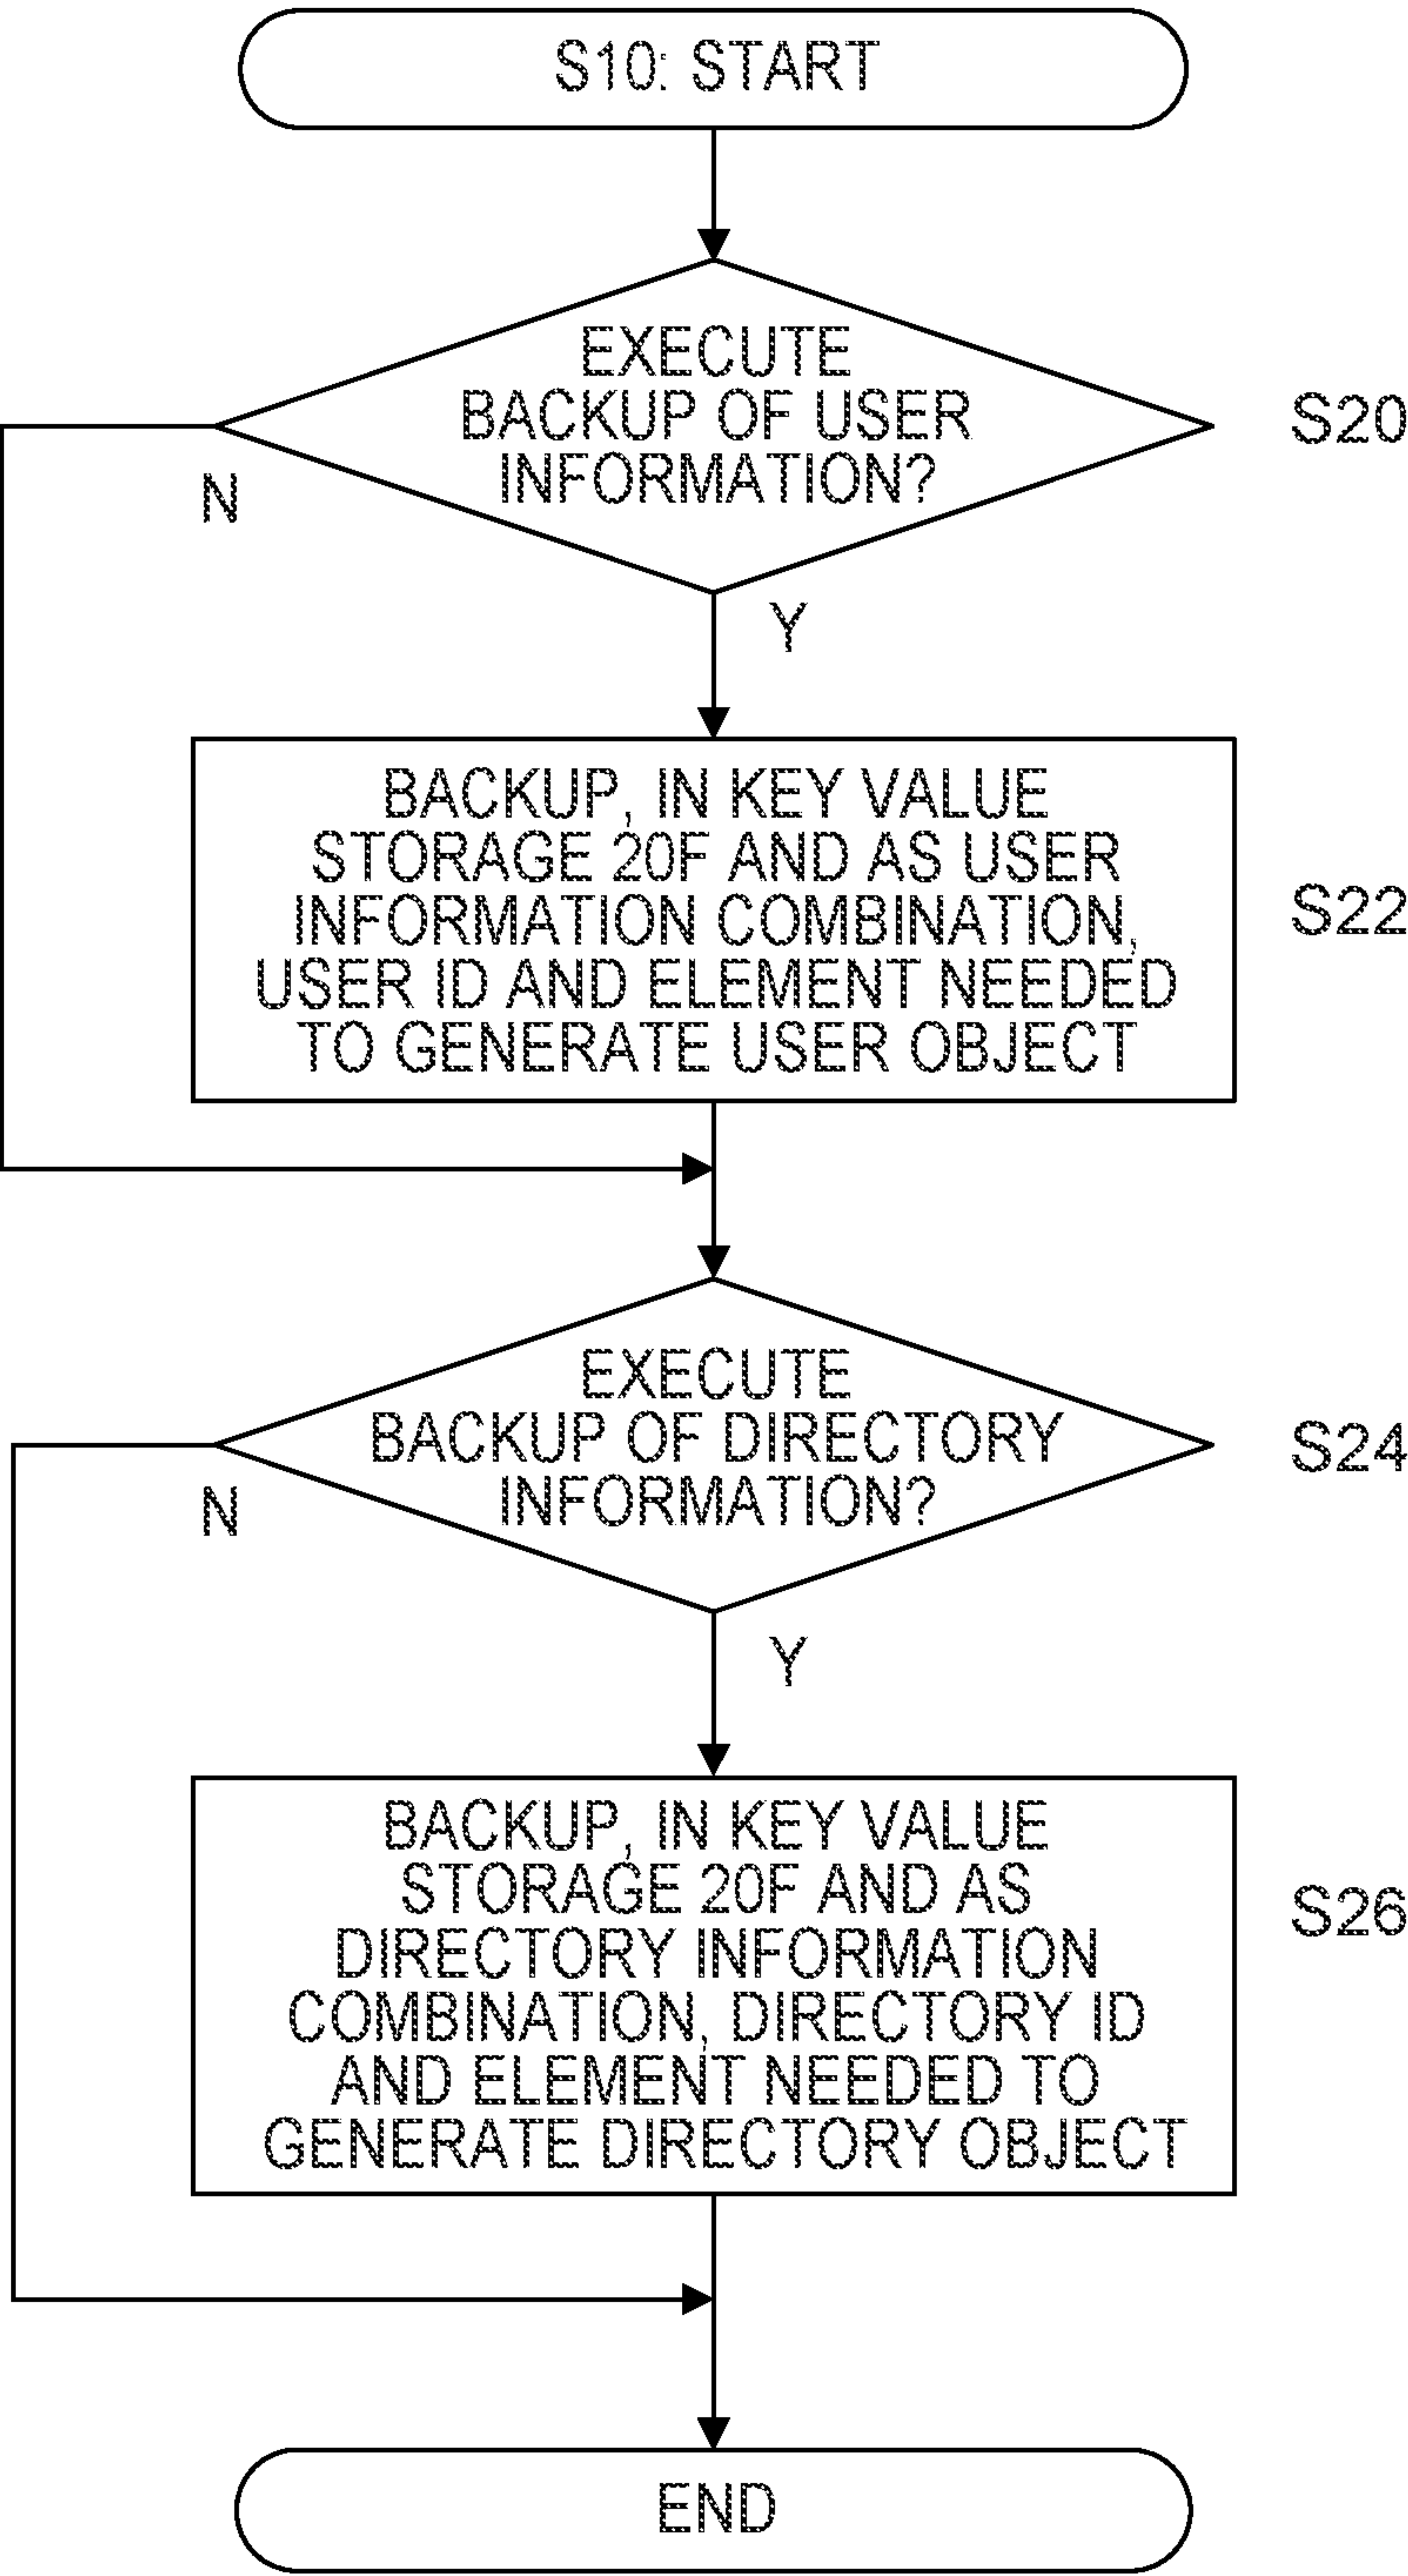 S10: START
EXECUTE
BACKUP OF USER
INFORMATION?
S20
N
Y
BACKUP, IN KEY VALUE
STORAGE 20F AND AS USER
INFORMATION COMBINATION,
USER ID AND ELEMENT NEEDED
TO GENERATE USER OBJECT
S22
EXECUTE
BACKUP OF DIRECTORY
INFORMATION?
S24
N
Y
BACKUP, IN KEY VALUE
STORAGE 20F AND AS
DIRECTORY INFORMATION
COMBINATION, DIRECTORY ID
AND ELEMENT NEEDED TO
GENERATE DIRECTORY OBJECT
S26
END